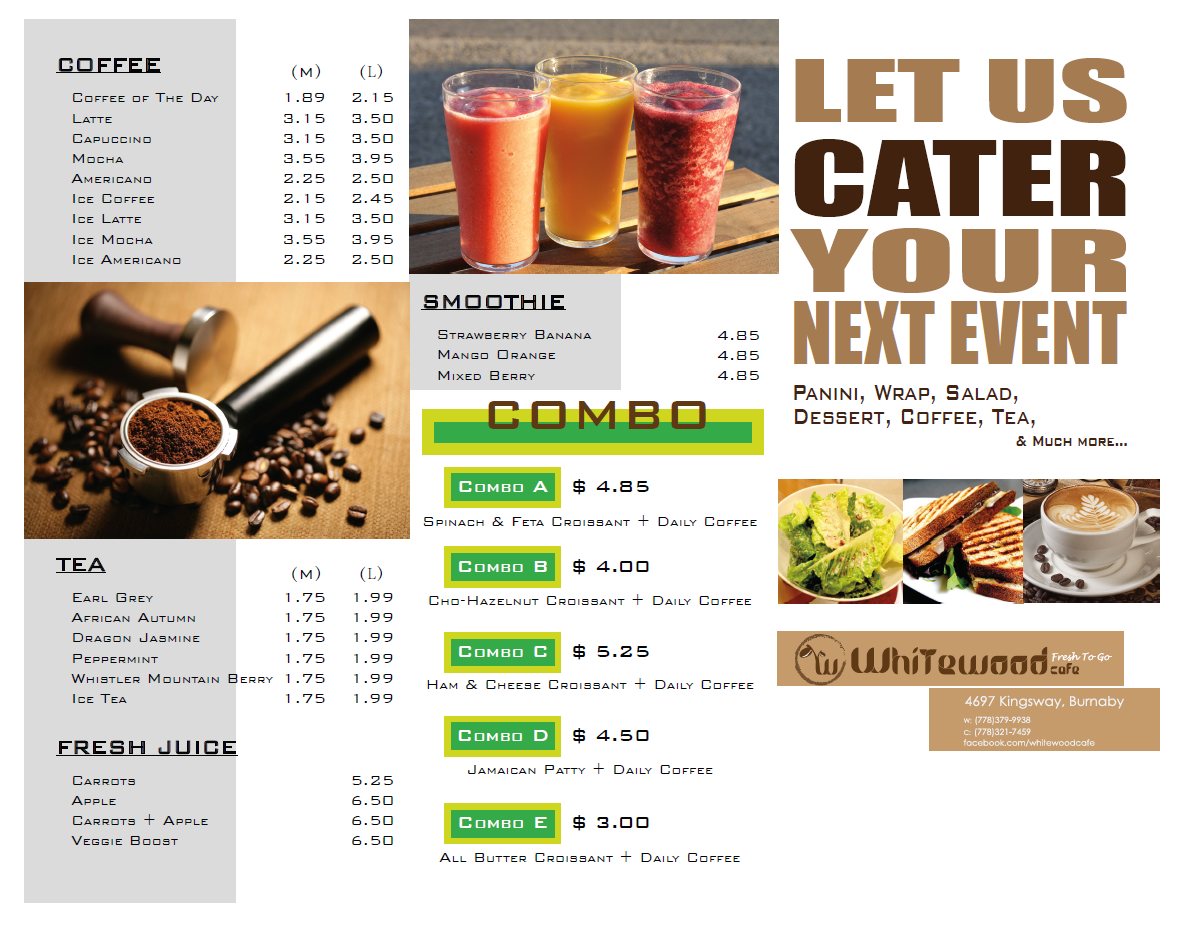 COFFEE
(M) (L)
COFFEE OF THE DAY 1.89 2.15
LATTE 3.15 3.50
CAPUCCINO 3.15 3.50
MOCHA 3.55 3.95
AMERICANO 2.25 2.50
ICE COFFEE 2.15 2.45
ICE LATTE 3.15 3.50
ICE MOCHA 3.55 3.95
ICE AMERICANO 2.25 2.50
TEA
(M) (L)
EARL GREY 1.75 1.99
AFRICAN AUTUMN 1.75 1.99
DRAGON JASMINE 1.75 1.99
PEPPERMINT 1.75 1.99
WHISTLER MOUNTAIN BERRY 1.75 1.99
ICE TEA 1.75 1.99
FRESH JUICE
CARROTS 5.25
APPLE 6.50
CARROTS + APPLE 6.50
VEGGIE BOOST 6.50
SMOOTHIE
STRAWBERRY BANANA 4.85
MANGO ORANGE 4.85
MIXED BERRY 4.85
COMBO
COMBO A $ 4.85
SPINACH & FETA CROISSANT + DAILY COFFEE
COMBO B $ 4.00
CHO-HAZELNUT CROISSANT + DAILY COFFEE
COMBO C $ 5.25
HAM & CHEESE CROISSANT + DAILY COFFEE
COMBO D $ 4.50
JAMAICAN PATTY + DAILY COFFEE
COMBO E $ 3.00
ALL BUTTER CROISSANT + DAILY COFFEE
LET US
CATER
YOUR
NEXT EVENT
PANINI, WRAP, SALAD,
DESSERT, COFFEE, TEA,
& MUCH MORE...
W Whitewood cafe Fresh To Go
4697 Kingsway, Burnaby
w: (778)379-9938
c: (778)321-7459
facebook.com/whitewoodcafe